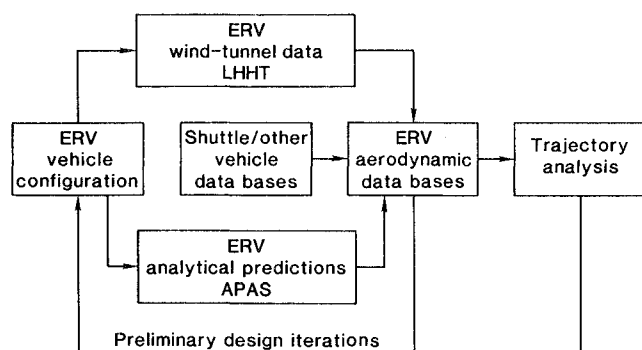 ERV
wind-tunnel data
LHHT
ERV
vehicle
configuration
Shuttle/other
vehicle
data bases
ERV
aerodynamic
data bases
Trajectory
analysis
ERV
analytical predictions
APAS
Preliminary design iterations